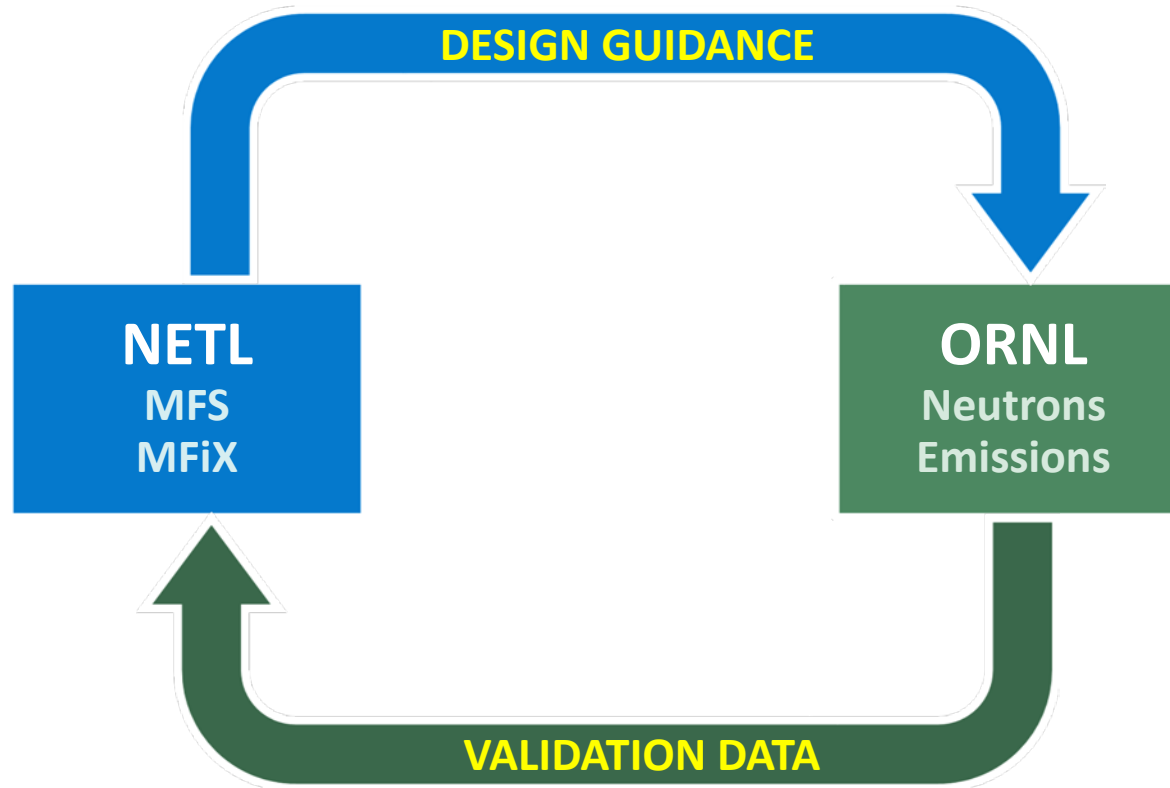 DESIGN GUIDANCE
NETL
MFS
MFiX
ORNL
Neutrons
Emissions
VALIDATION DATA